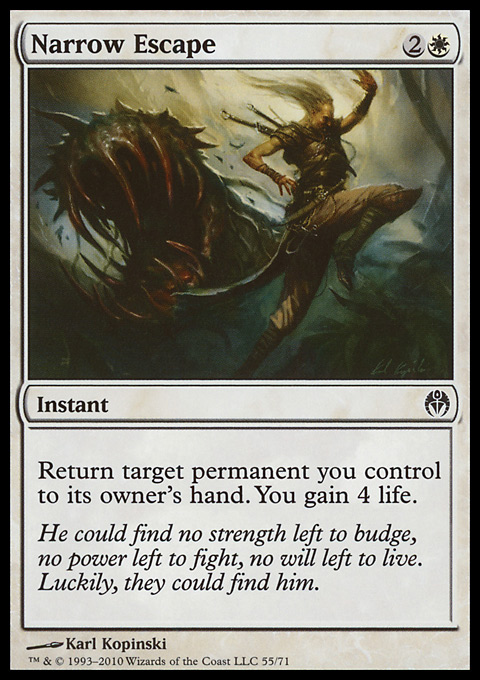 Narrow Escape 2
Instant
Return target permanent you control
to its owner's hand. You gain 4 life.
He could find no strength left to budge,
no power left to fight, no will left to live.
Luckily, they could find him.
Karl Kopinski
™ & © 1993–2010 Wizards of the Coast LLC 55/71